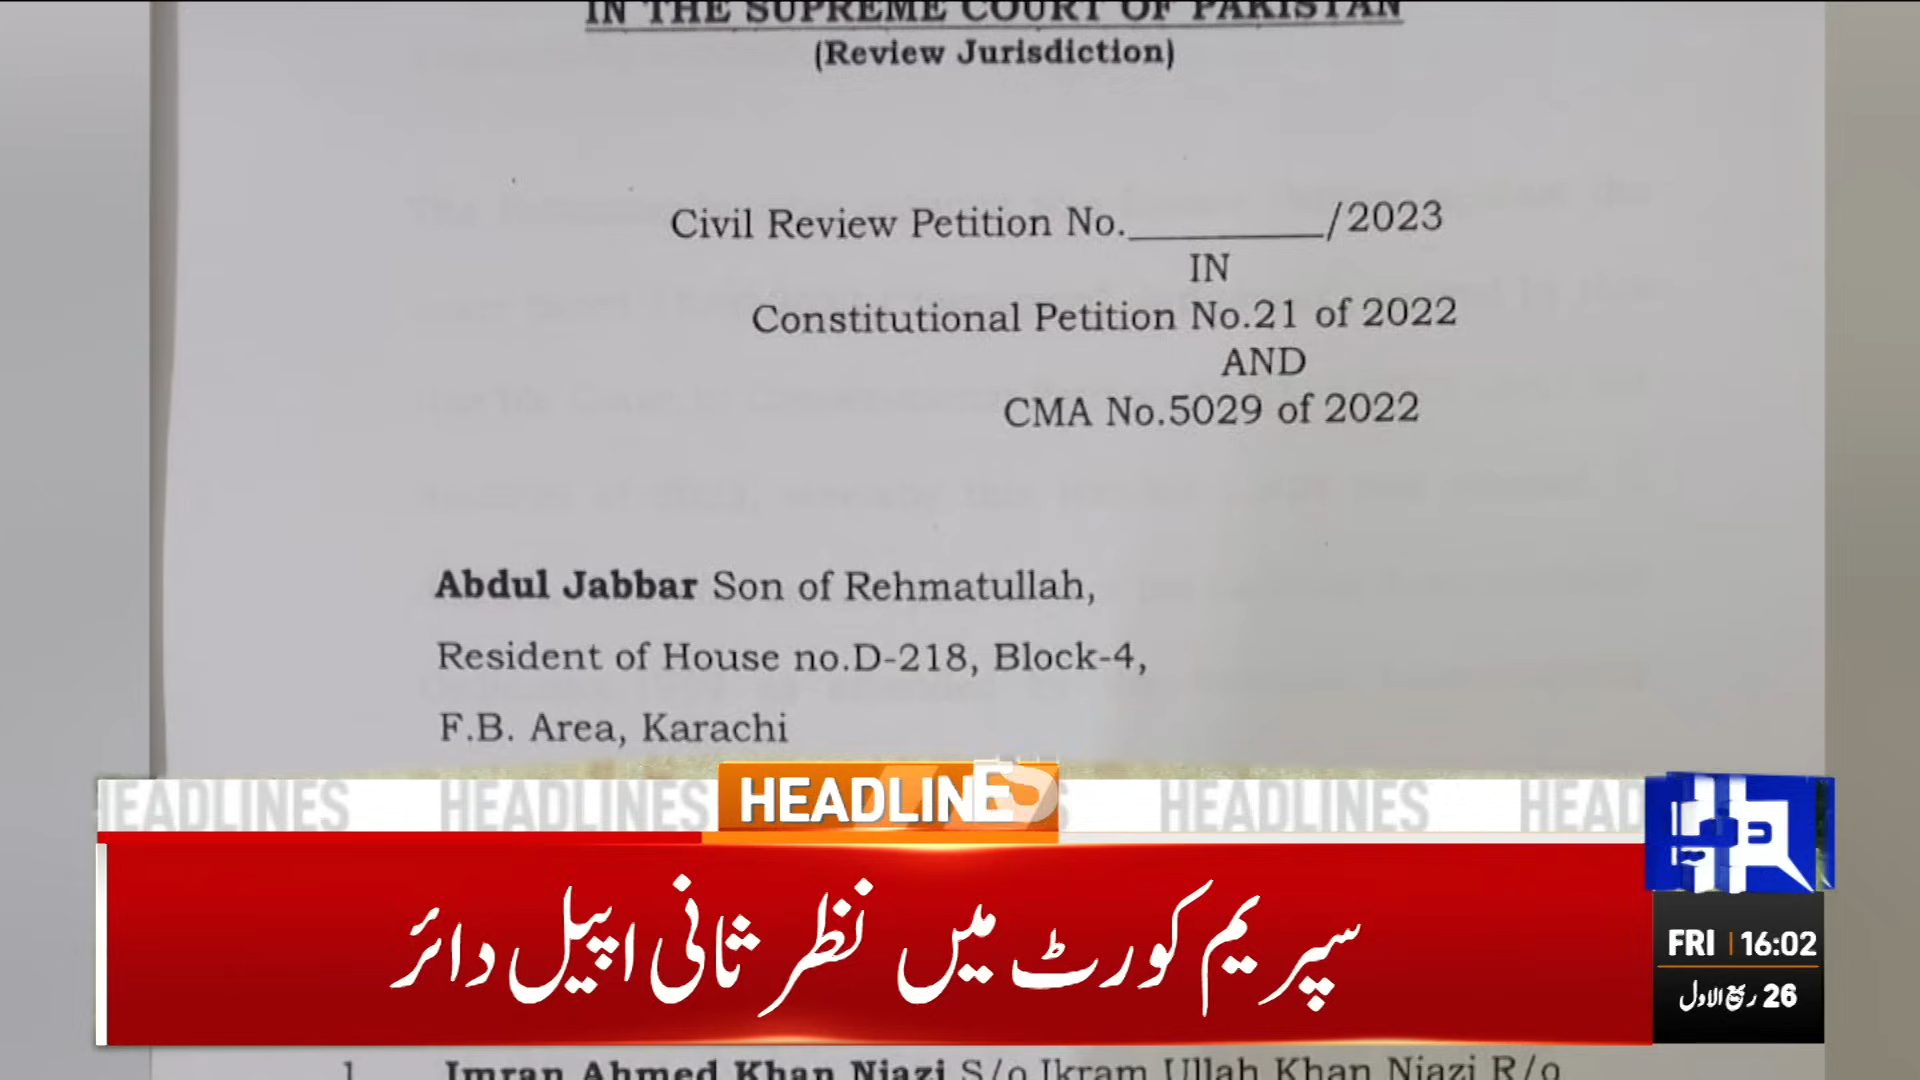 IN THE SUPREME COURT OF PAKISTAN
(Review Jurisdiction)
Civil Review Petition No.__________/2023
IN
Constitutional Petition No.21 of 2022
AND
CMA No.5029 of 2022
Abdul Jabbar Son of Rehmatullah,
Resident of House no.D-218, Block-4,
F.B. Area, Karachi
HEADLINES HEADLINES HEADLINES HEADLINES HEAD
سپریم کورٹ میں نظر ثانی اپیل دائر
FRI | 16:02
26 ربیع الاول
1 Imran Ahmed Khan Niazi S/o Ikram Ullah Khan Niazi R/o